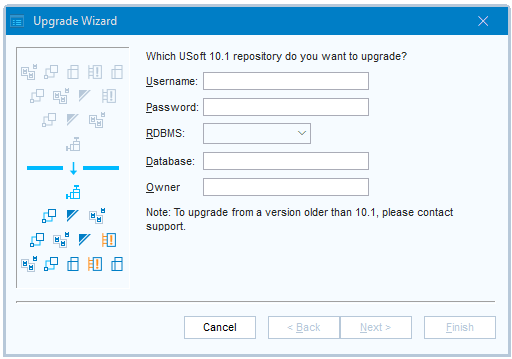 Upgrade Wizard
Which USoft 10.1 repository do you want to upgrade?
Username:
Password:
RDBMS:
Database:
Owner
Note: To upgrade from a version older than 10.1, please contact
support.
Cancel
< Back
Next >
Finish